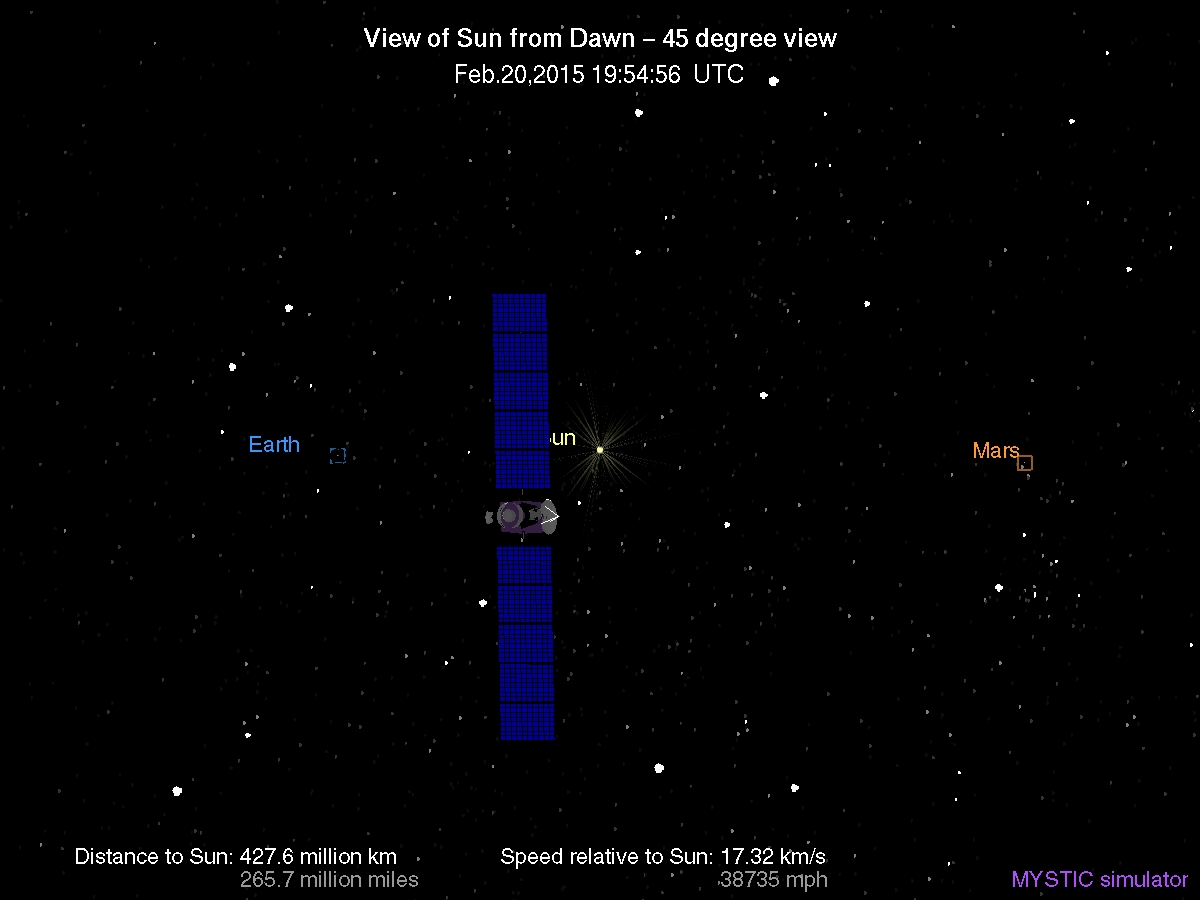 View of Sun from Dawn – 45 degree view
Feb.20,2015 19:54:56 UTC
un
Earth
Mars
Distance to Sun: 427.6 million km
265.7 million miles
Speed relative to Sun: 17.32 km/s
38735 mph
MYSTIC simulator